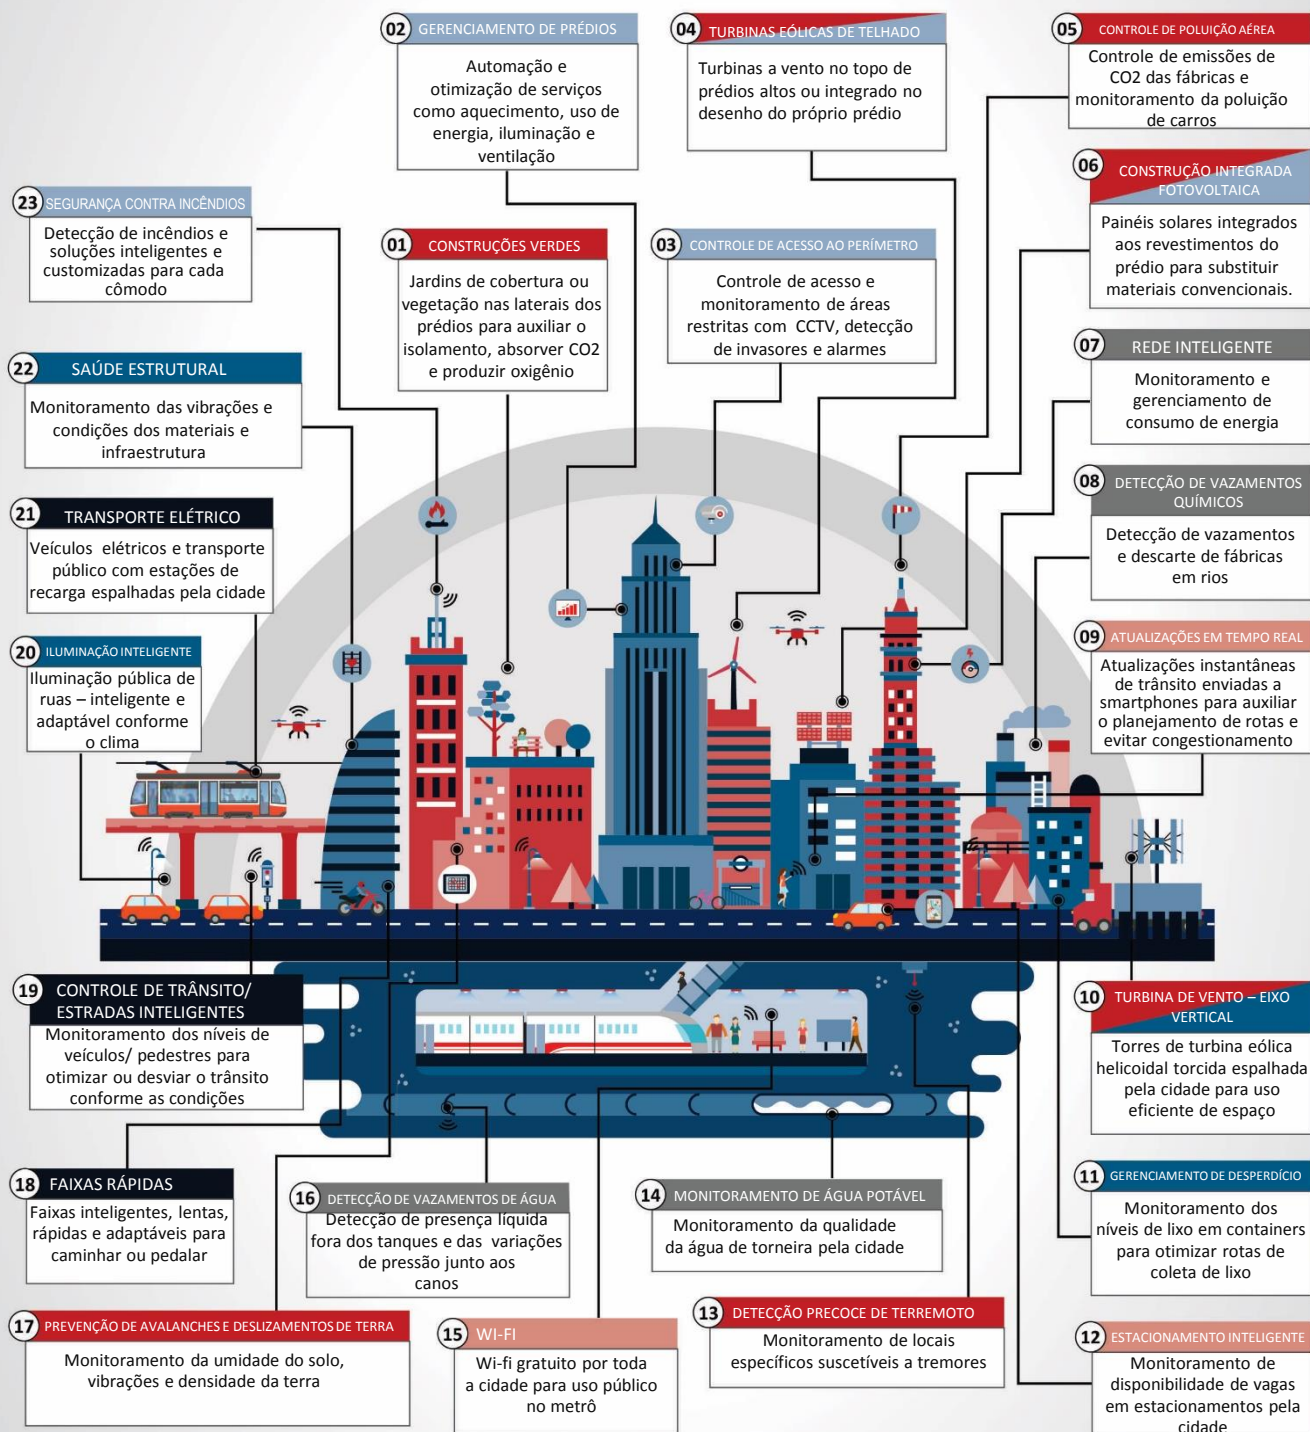 02 GERENCIAMENTO DE PRÉDIOS
Automação e
otimização de serviços
como aquecimento, uso de
energia, iluminação e
ventilação
04 TURBINAS EÓLICAS DE TELHADO
Turbinas a vento no topo de
prédios altos ou integrado no
desenho do próprio prédio
05 CONTROLE DE POLUIÇÃO AÉREA
Controle de emissões de
CO2 das fábricas e
monitoramento da poluição
de carros
06 CONSTRUÇÃO INTEGRADA
FOTOVOLTAICA
Painéis solares integrados
aos revestimentos do
prédio para substituir
materiais convencionais.
23 SEGURANÇA CONTRA INCÊNDIOS
Detecção de incêndios e
soluções inteligentes e
customizadas para cada
cômodo
01 CONSTRUÇÕES VERDES
Jardins de cobertura ou
vegetação nas laterais dos
prédios para auxiliar o
isolamento, absorver CO2
e produzir oxigênio
03 CONTROLE DE ACESSO AO PERÍMETRO
Controle de acesso e
monitoramento de áreas
restritas com CCTV, detecção
de invasores e alarmes
07 REDE INTELIGENTE
Monitoramento e
gerenciamento de
consumo de energia
22 SAÚDE ESTRUTURAL
Monitoramento das vibrações e
condições dos materiais e
infraestrutura
08 DETECÇÃO DE VAZAMENTOS
QUÍMICOS
Detecção de vazamentos
e descarte de fábricas
em rios
21 TRANSPORTE ELÉTRICO
Veículos elétricos e transporte
público com estações de
recarga espalhadas pela cidade
09 ATUALIZAÇÕES EM TEMPO REAL
Atualizações instantâneas
de trânsito enviadas a
smartphones para auxiliar
o planejamento de rotas e
evitar congestionamento
20 ILUMINAÇÃO INTELIGENTE
Iluminação pública de
ruas – inteligente e
adaptável conforme
o clima
19 CONTROLE DE TRÂNSITO/
ESTRADAS INTELIGENTES
Monitoramento dos níveis de
veículos/ pedestres para
otimizar ou desviar o trânsito
conforme as condições
10 TURBINA DE VENTO – EIXO
VERTICAL
Torres de turbina eólica
helicoidal torcida espalhada
pela cidade para uso
eficiente de espaço
18 FAIXAS RÁPIDAS
Faixas inteligentes, lentas,
rápidas e adaptáveis para
caminhar ou pedalar
16 DETECÇÃO DE VAZAMENTOS DE ÁGUA
Detecção de presença líquida
fora dos tanques e das variações
de pressão junto aos
canos
14 MONITORAMENTO DE ÁGUA POTÁVEL
Monitoramento da qualidade
da água de torneira pela cidade
11 GERENCIAMENTO DE DESPERDÍCIO
Monitoramento dos
níveis de lixo em containers
para otimizar rotas de
coleta de lixo
17 PREVENÇÃO DE AVALANCHES E DESLIZAMENTOS DE TERRA
Monitoramento da umidade do solo,
vibrações e densidade da terra
15 WI-FI
Wi-fi gratuito por toda
a cidade para uso público
no metrô
13 DETECÇÃO PRECOCE DE TERREMOTO
Monitoramento de locais
específicos suscetíveis a tremores
12 ESTACIONAMENTO INTELIGENTE
Monitoramento de
disponibilidade de vagas
em estacionamentos pela
cidade